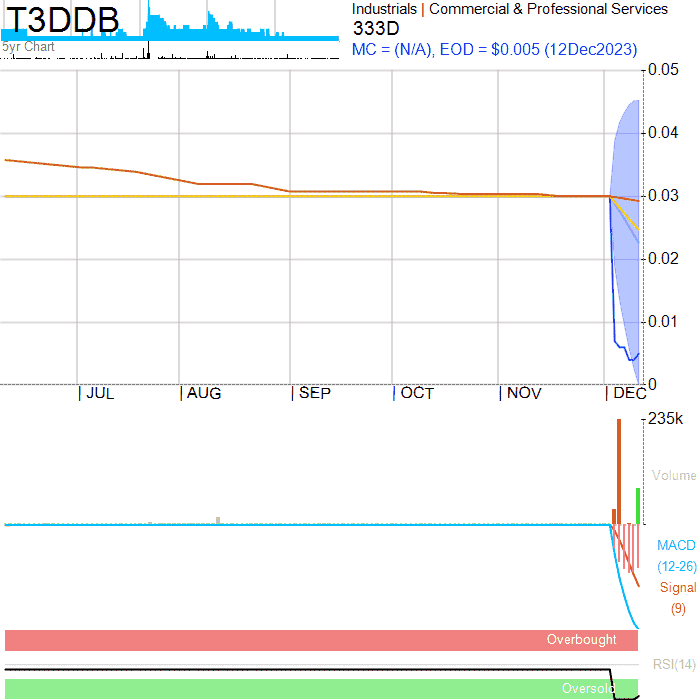 T3DDB
5yr Chart
Industrials | Commercial & Professional Services
333D
MC = (N/A), EOD = $0.005 (12Dec2023)
0.05
0.04
0.03
0.02
0.01
0
| JUL | AUG | SEP | OCT | NOV | DEC
235k
Volume
MACD
(12-26)
Signal
(9)
Overbought
RSI(14)
Oversold